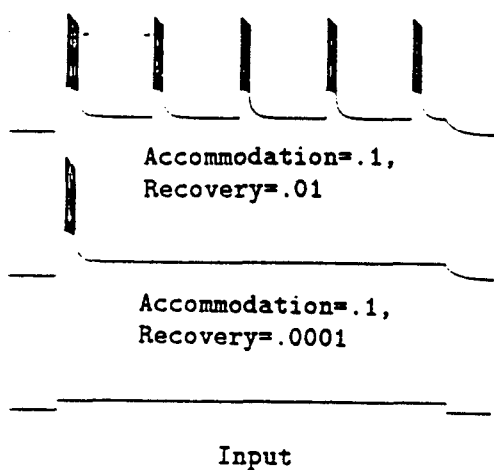 Accommodation=.1,
Recovery=.01
Accommodation=.1,
Recovery=.0001
Input